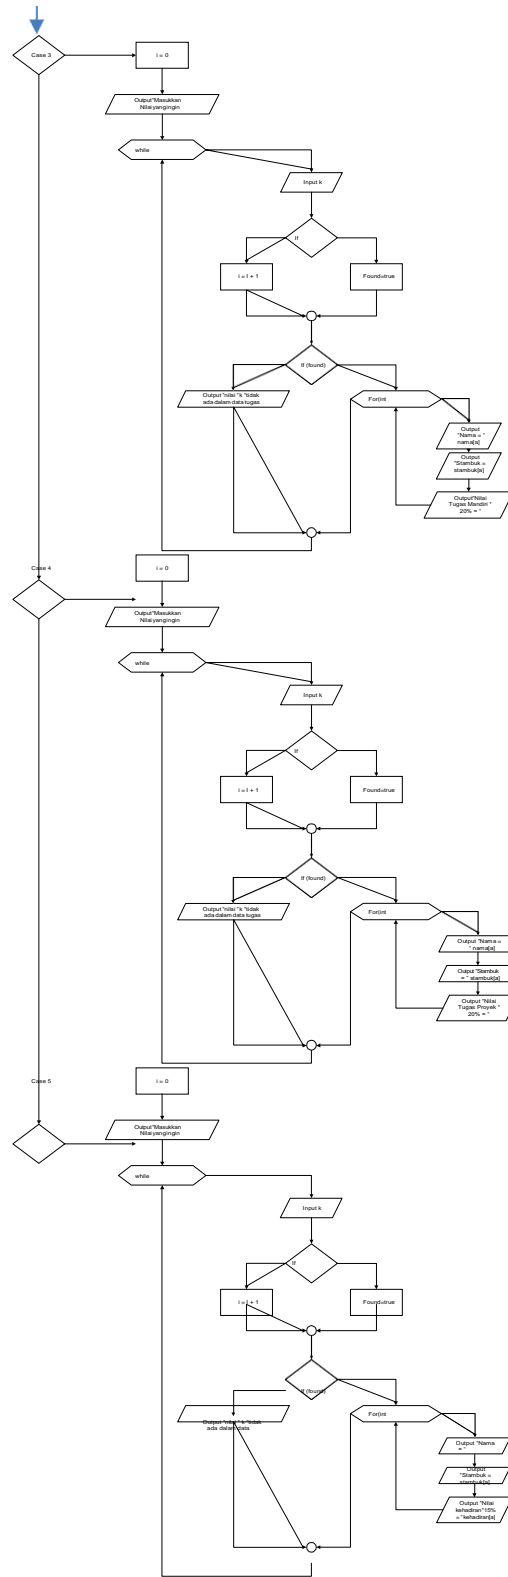 Case 3
i = 0
Output"Masukkan
Nilai yang ingin
while
Input k
If
i = I + 1
Found=true
If (found)
Output "nilai "k "tidak
ada dalam data tugas
For(int
Output
"Nama = "
nama[a]
Output
"Stambuk =
stambuk[a]
Output"Nilai
Tugas Mandiri *
20% = "
Case 4
i = 0
Output"Masukkan
Nilai yang ingin
while
Input k
If
i = I + 1
Found=true
If (found)
Output "nilai "k "tidak
ada dalam data tugas
For(int
Output "Nama =
" nama[a]
Output "Stambuk
= " stambuk[a]
Output "Nilai
Tugas Proyek *
20% = "
Case 5
i = 0
Output"Masukkan
Nilai yang ingin
while
Input k
If
i = I + 1
Found=true
If (found)
Output "nilai " k "tidak
ada dalam data
For(int
Output "Nama
= "
Output
"Stambuk =
stambuk[a]
Output "Nilai
kehadiran*15%
= "kehadiran[a]